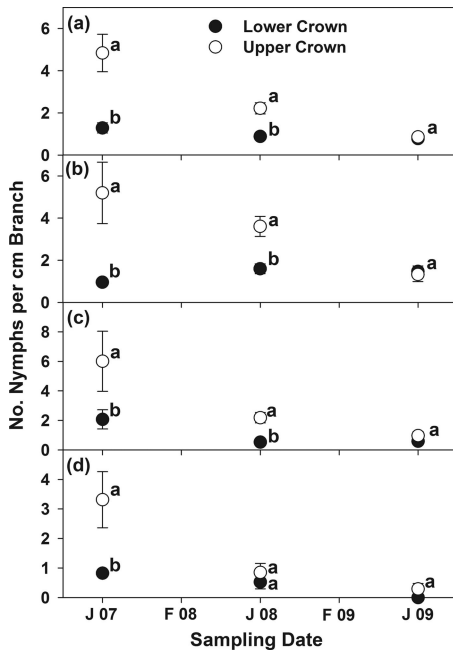 No. Nymphs per cm Branch
(a)
Lower Crown
Upper Crown
6
4
2
0
a
b
a
b
a
(b)
6
4
2
0
a
b
a
b
a
(c)
8
6
4
2
0
a
b
a
b
a
(d)
4
3
2
1
0
a
b
a
a
a
J 07 F 08 J 08 F 09 J 09
Sampling Date